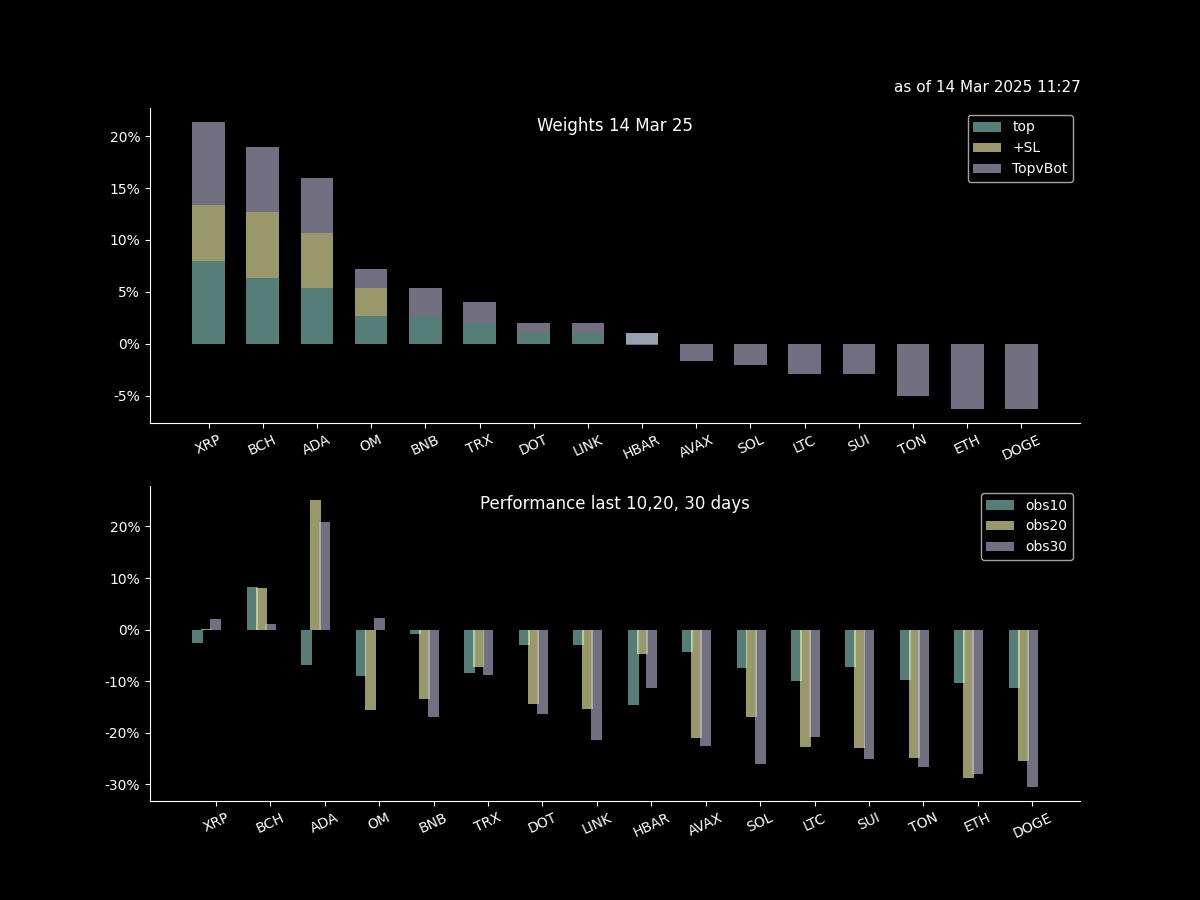 as of 14 Mar 2025 11:27
Weights 14 Mar 25
top
+SL
TopvBot
20%
15%
10%
5%
0%
-5%
XRP BCH ADA OM BNB TRX DOT LINK HBAR AVAX SOL LTC SUI TON ETH DOGE
Performance last 10,20, 30 days
obs10
obs20
obs30
20%
10%
0%
-10%
-20%
-30%
XRP BCH ADA OM BNB TRX DOT LINK HBAR AVAX SOL LTC SUI TON ETH DOGE